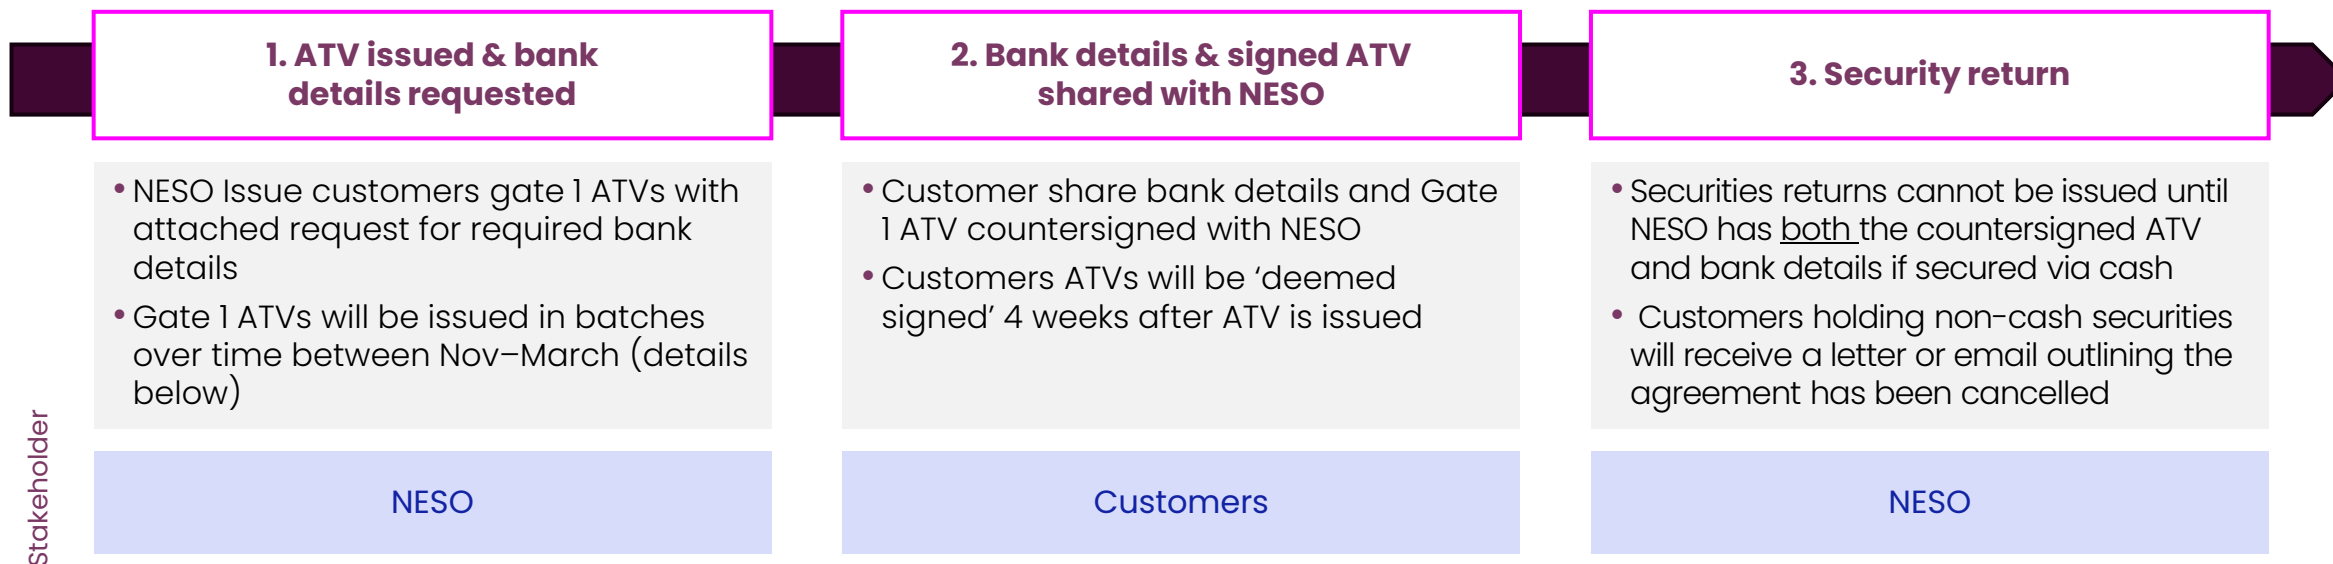 1. ATV issued & bank
details requested
2. Bank details & signed ATV
shared with NESO
3. Security return
• NESO Issue customers gate 1 ATVs with
attached request for required bank
details
• Gate 1 ATVs will be issued in batches
over time between Nov–March (details
below)
• Customer share bank details and Gate
1 ATV countersigned with NESO
• Customers ATVs will be ‘deemed
signed’ 4 weeks after ATV is issued
• Securities returns cannot be issued until
NESO has both the countersigned ATV
and bank details if secured via cash
• Customers holding non-cash securities
will receive a letter or email outlining the
agreement has been cancelled
Stakeholder
NESO
Customers
NESO